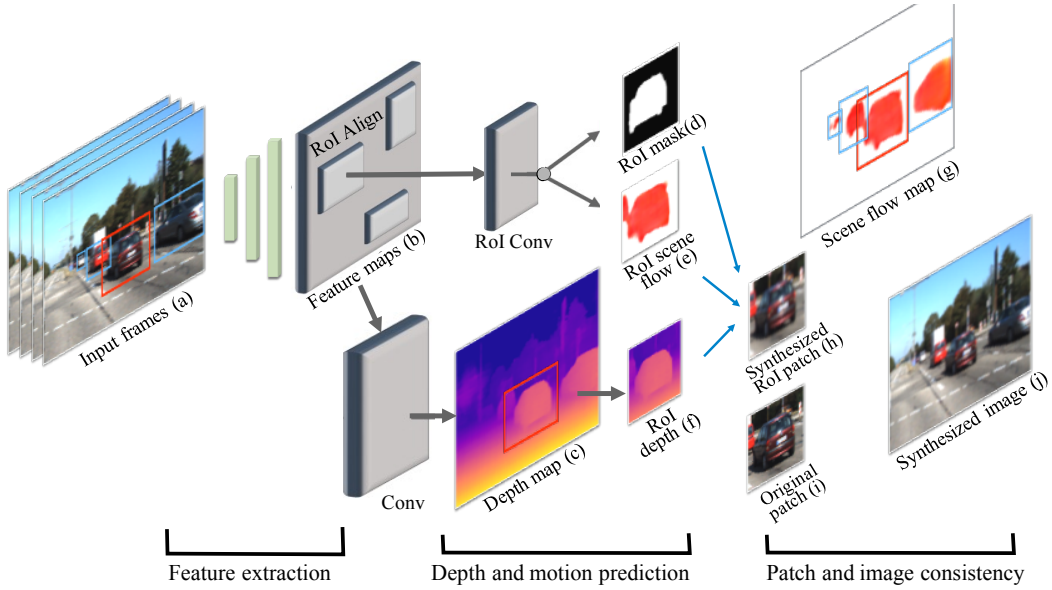 Input frames (a)
RoI Align
Feature maps (b)
RoI Conv
Conv
RoI mask(d)
RoI scene
flow (e)
Depth map (c)
RoI
depth (f)
Scene flow map (g)
Synthesized
RoI patch (h)
Original
patch (i)
Synthesized image (j)
Feature extraction
Depth and motion prediction
Patch and image consistency